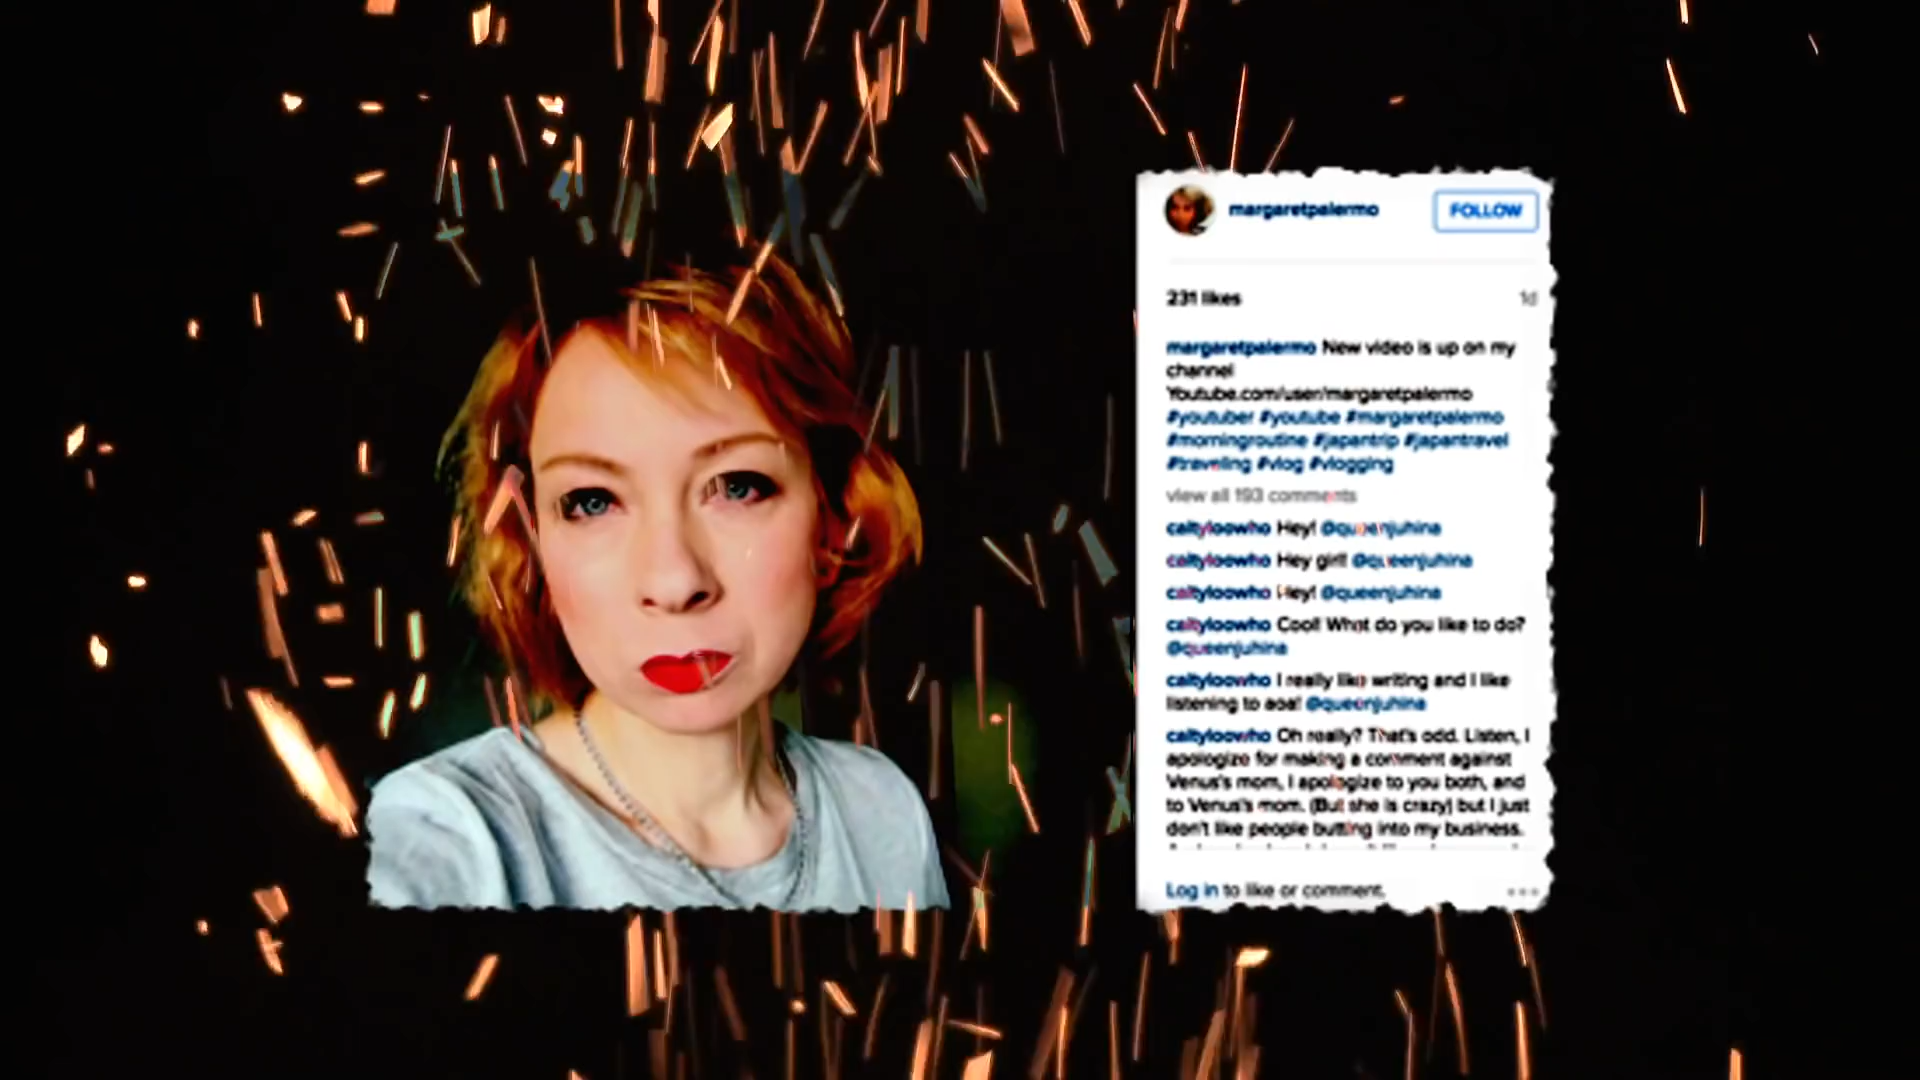 margaretpalermo
FOLLOW
231 likes
1d
margaretpalermo New video is up on my
channel
Youtube.com/user/margaretpalermo
#youtuber #youtube #margaretpalermo
#morningroutine #japantrip #japantravel
#traveling #vlog #vlogging
view all 193 comments
caityloowho Hey! @queenjuhina
caityloowho Hey girl! @queenjuhina
caityloowho Hey! @queenjuhina
caityloowho Cool! What do you like to do?
@queenjuhina
caityloowho I really like writing and I like
listening to aoa! @queenjuhina
caityloowho Oh really? That's odd. Listen, I
apologize for making a comment against
Venus's mom, I apologize to you both, and
to Venus's mom. (But she is crazy) but I just
don't like people butting into my business.
Log in to like or comment.